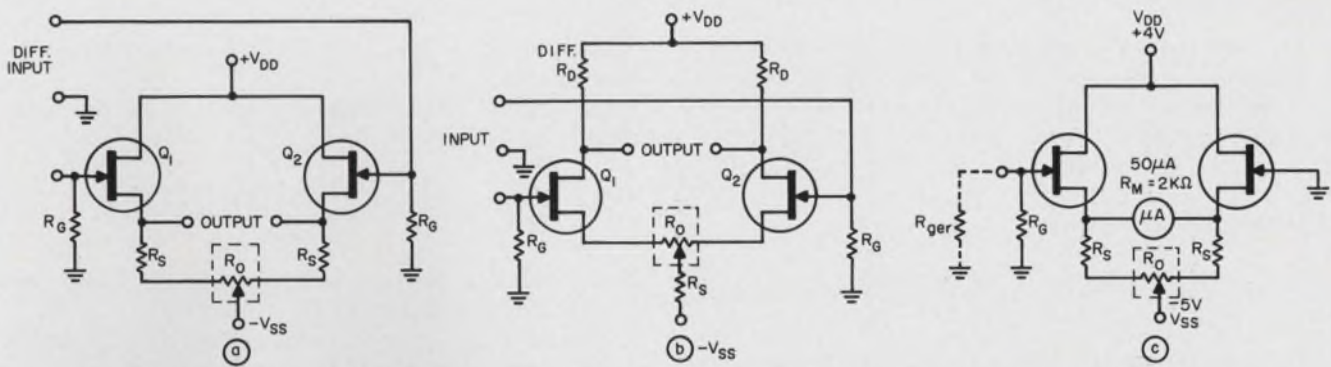 DIFF.
INPUT
+VDD
Q1
Q2
RG
OUTPUT
RS
RS
RG
RO
-VSS
a
+VDD
DIFF.
RD
RD
INPUT
OUTPUT
Q1
Q2
RG
RO
RG
RS
-VSS
b
VDD
+4V
50μA
RM = 2KΩ
μA
Rger
RG
RS
RS
RO
-5V
VSS
c